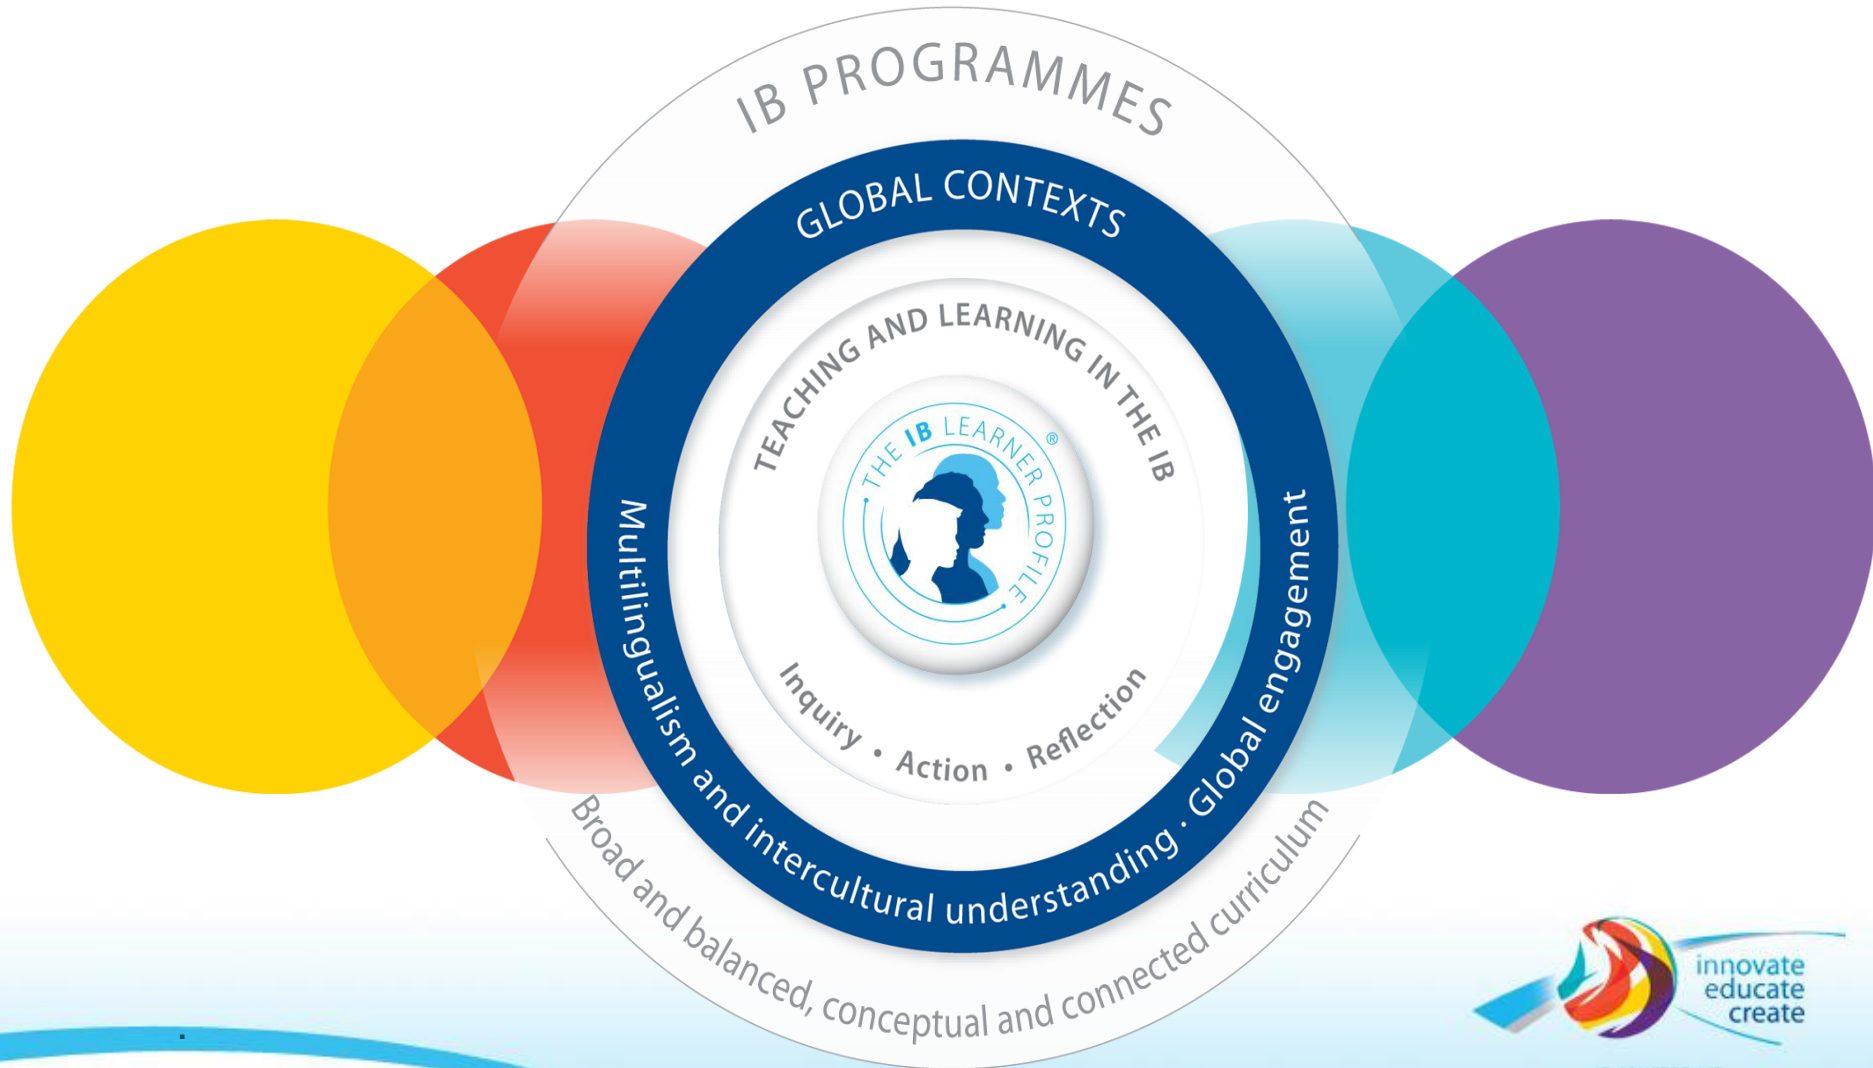 IB PROGRAMMES
GLOBAL CONTEXTS
TEACHING AND LEARNING IN THE IB
THE IB LEARNER PROFILE ®
Inquiry • Action • Reflection
Multilingualism and intercultural understanding · Global engagement
Broad and balanced, conceptual and connected curriculum
innovate
educate
create